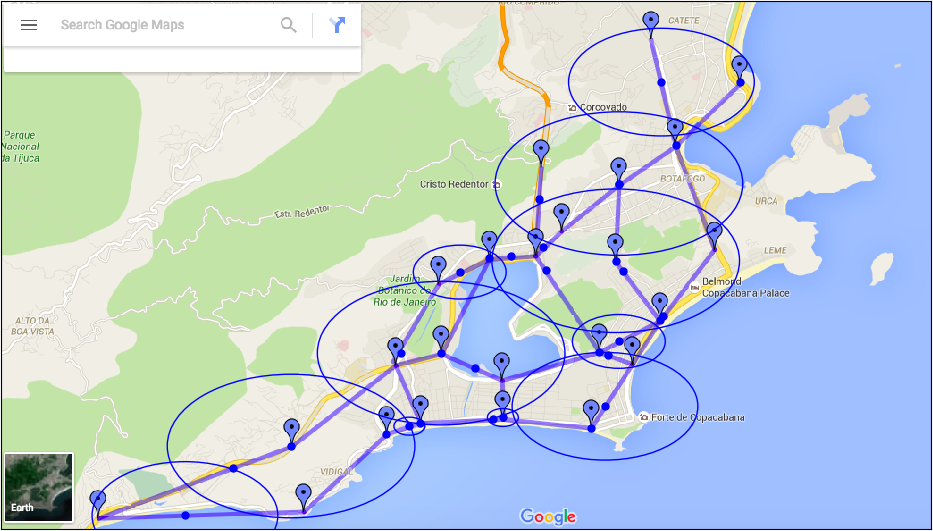 Search Google Maps
CATETE
Corcovado
Parque
Nacional
da Tijuca
Cristo Redentor
BOTAFOGO
Estr. Redentor
URCA
LEME
Jardim
Botânico do
Rio de Janeiro
Belmond
Copacabana Palace
ALTO DA
BOA VISTA
Forte de Copacabana
VIDIGAL
Earth
Google